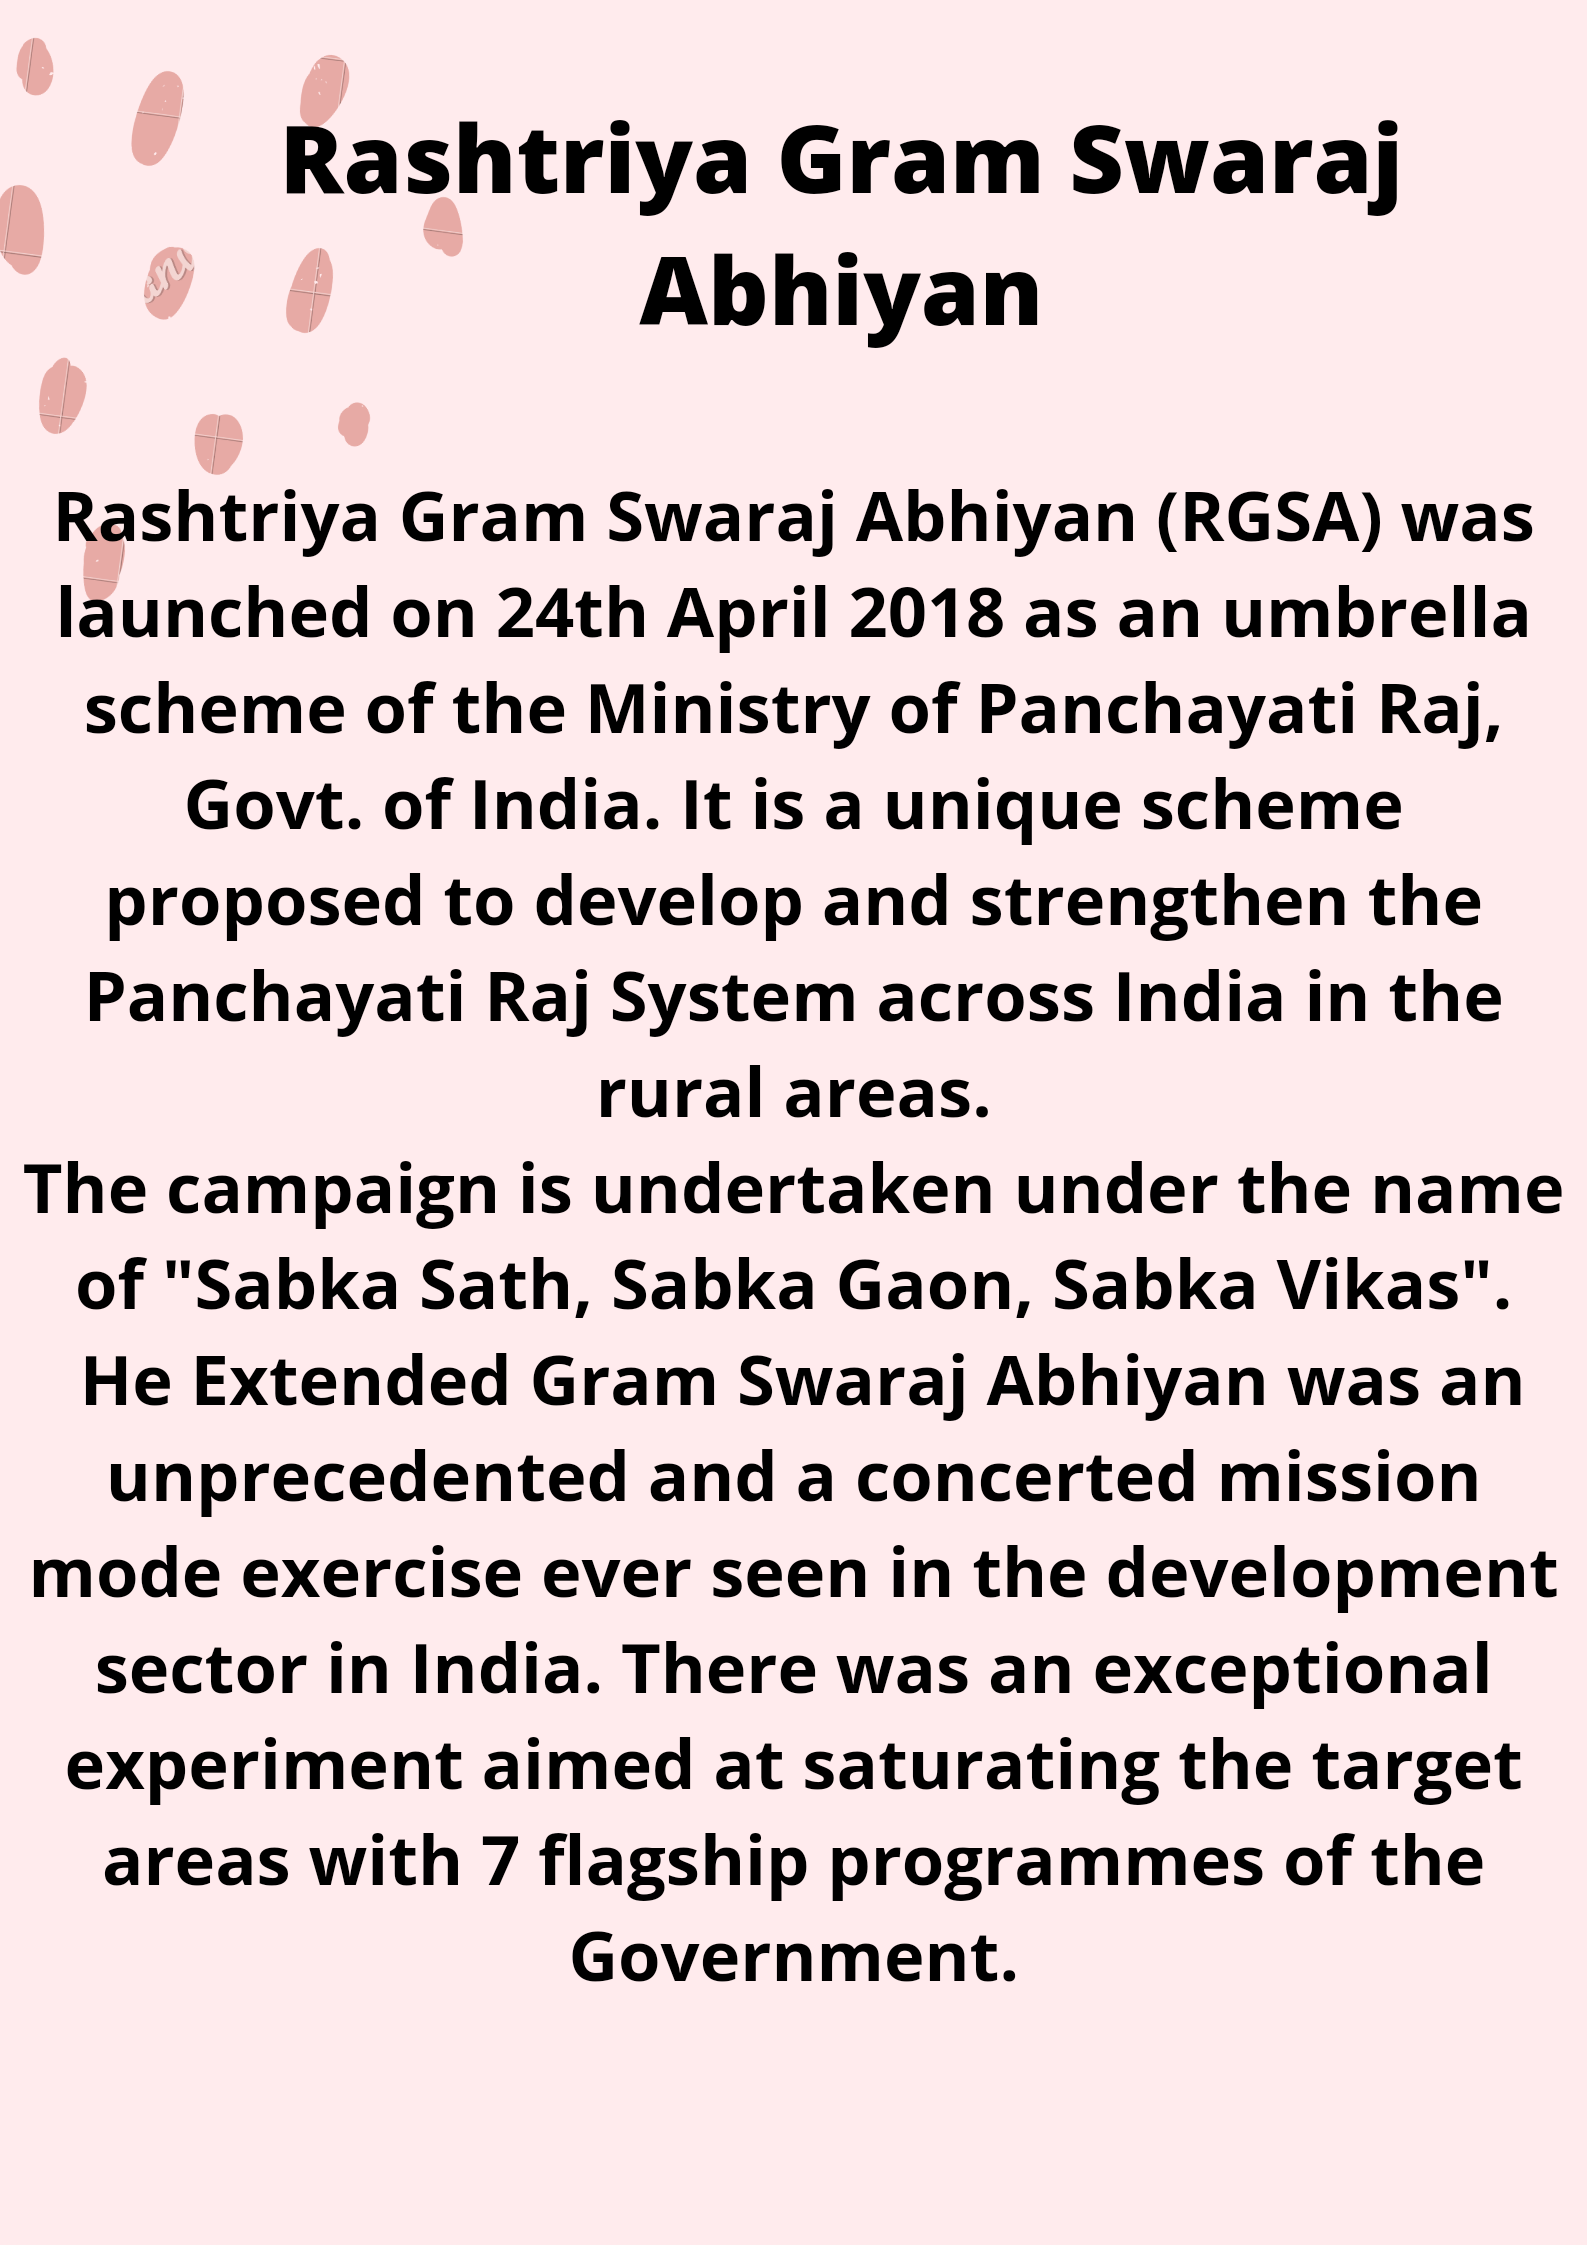 Rashtriya Gram Swaraj
Abhiyan
Rashtriya Gram Swaraj Abhiyan (RGSA) was
launched on 24th April 2018 as an umbrella
scheme of the Ministry of Panchayati Raj,
Govt. of India. It is a unique scheme
proposed to develop and strengthen the
Panchayati Raj System across India in the
rural areas.
The campaign is undertaken under the name
of "Sabka Sath, Sabka Gaon, Sabka Vikas".
He Extended Gram Swaraj Abhiyan was an
unprecedented and a concerted mission
mode exercise ever seen in the development
sector in India. There was an exceptional
experiment aimed at saturating the target
areas with 7 flagship programmes of the
Government.